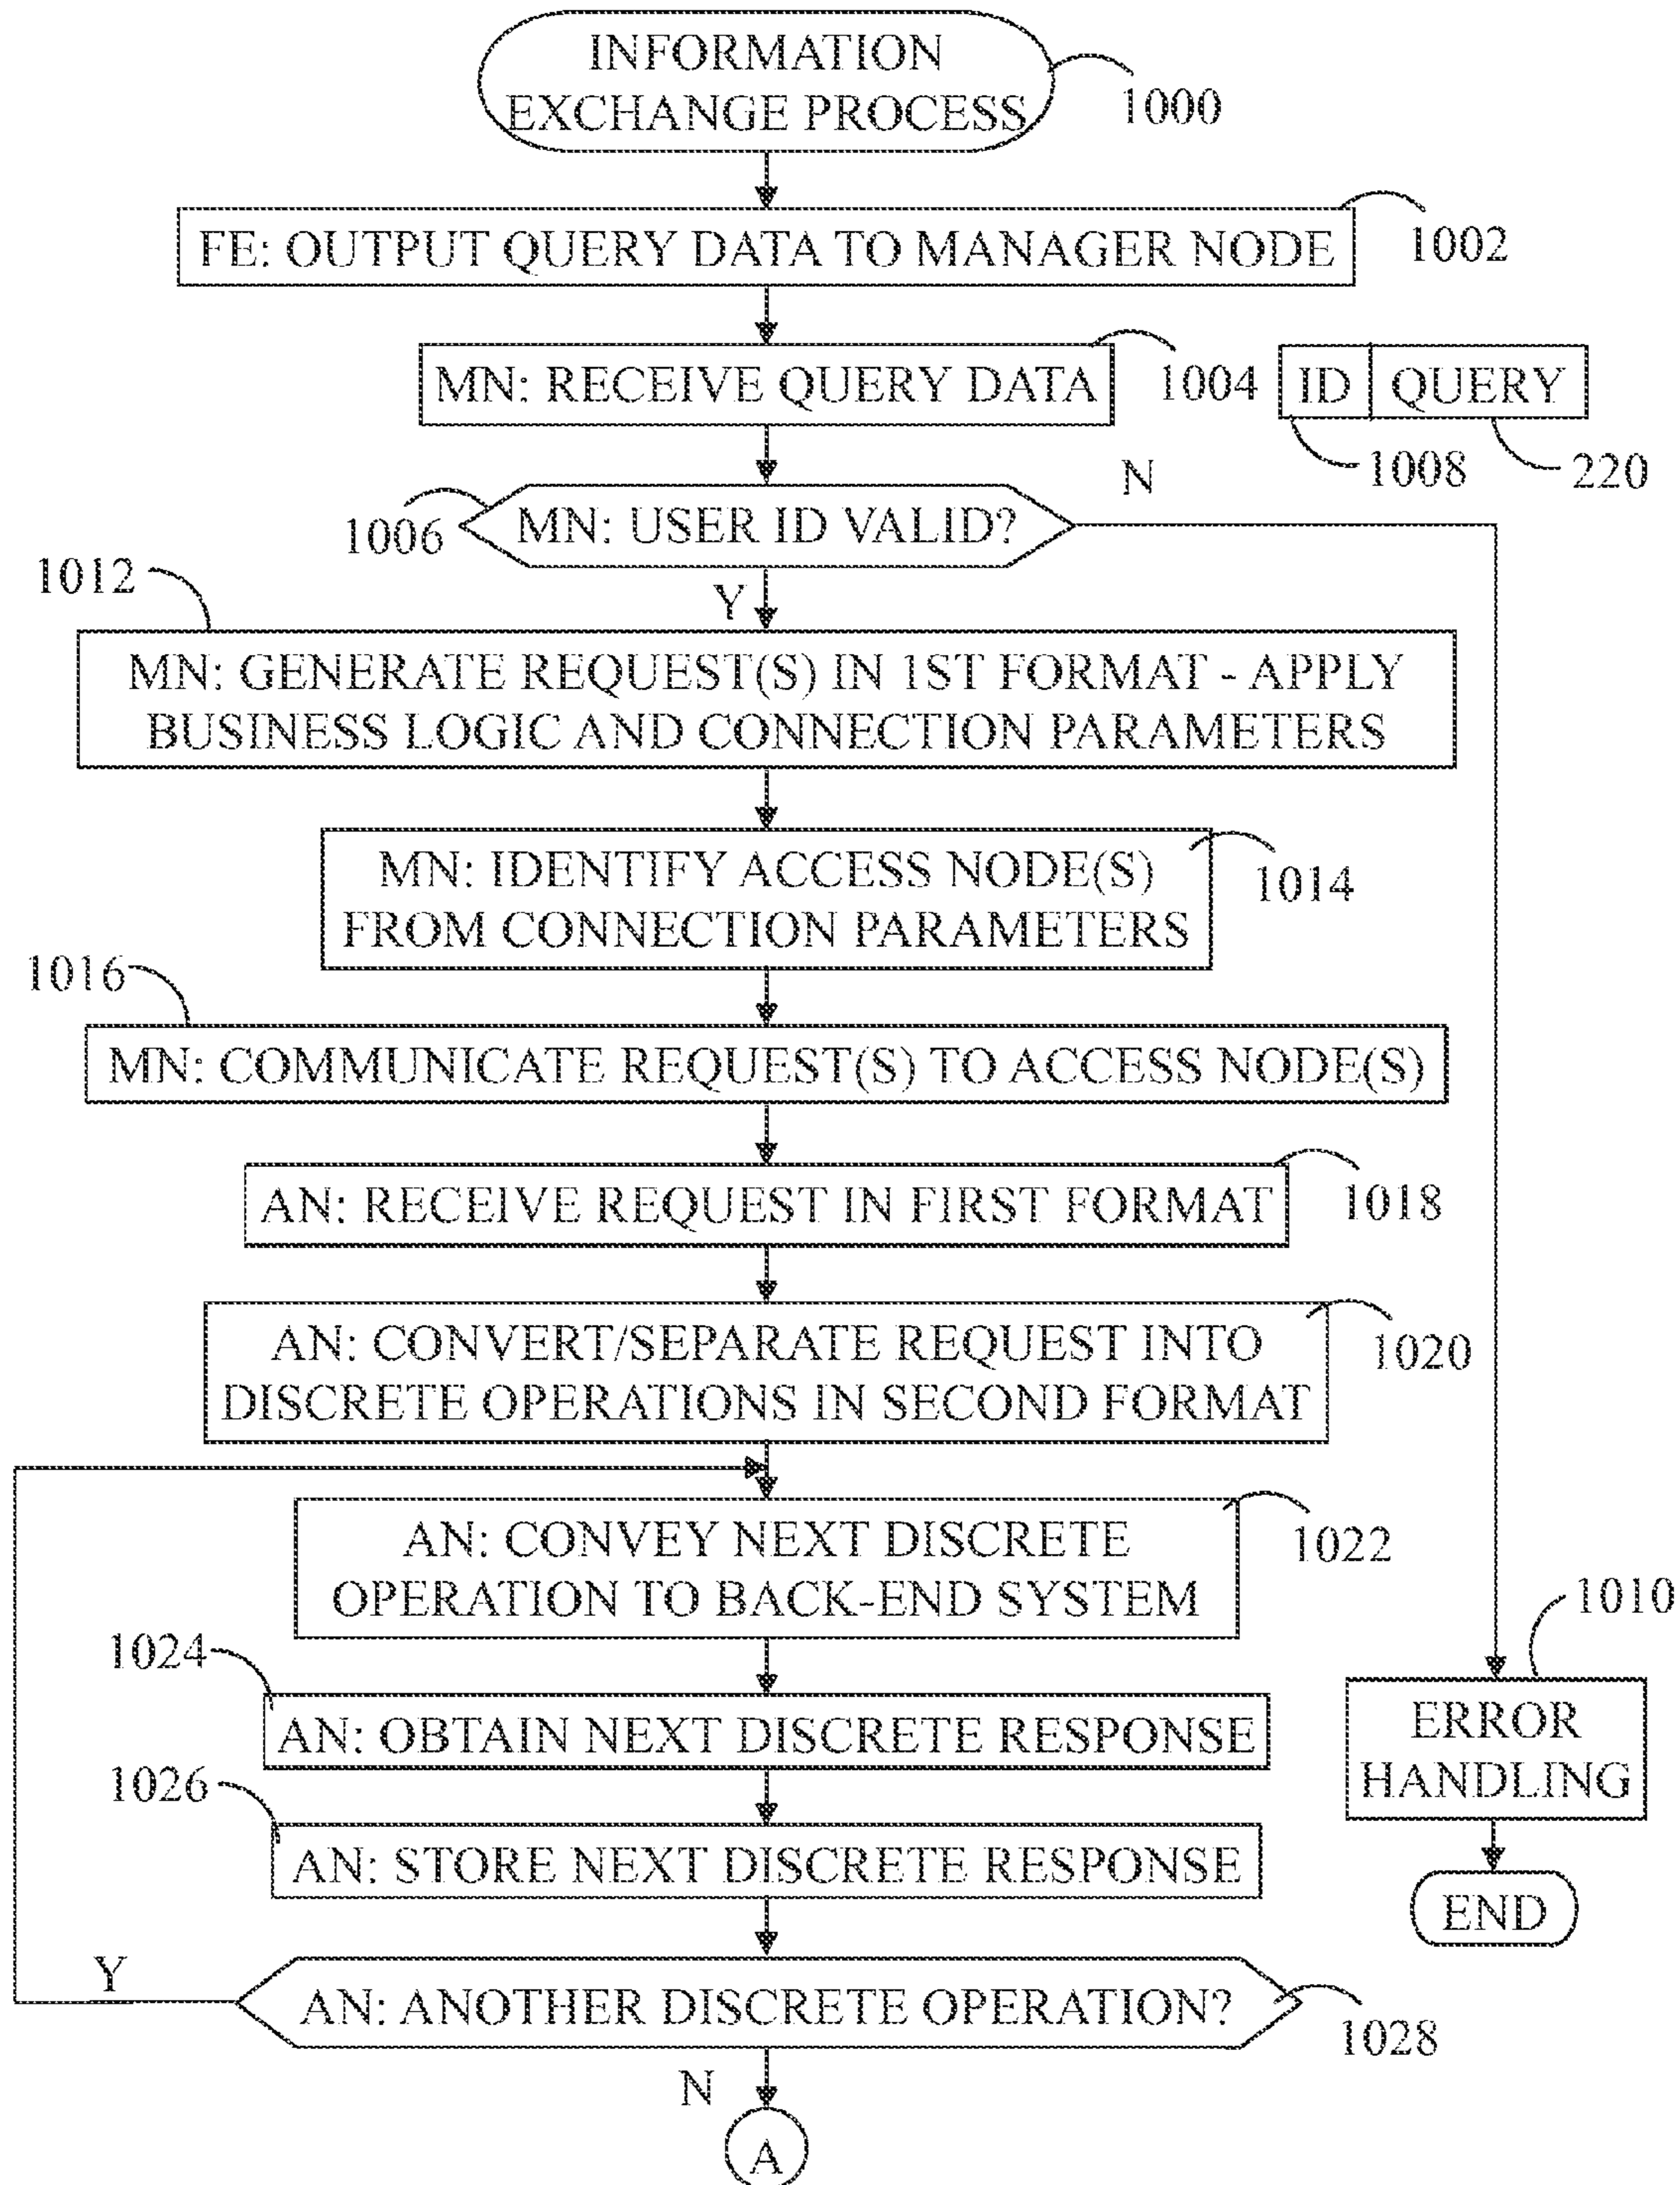 INFORMATION
EXCHANGE PROCESS
1000
FE: OUTPUT QUERY DATA TO MANAGER NODE
1002
MN: RECEIVE QUERY DATA
1004
ID
QUERY
1008
220
N
1006
MN: USER ID VALID?
1012
Y
MN: GENERATE REQUEST(S) IN 1ST FORMAT - APPLY
BUSINESS LOGIC AND CONNECTION PARAMETERS
MN: IDENTIFY ACCESS NODE(S)
FROM CONNECTION PARAMETERS
1014
1016
MN: COMMUNICATE REQUEST(S) TO ACCESS NODE(S)
AN: RECEIVE REQUEST IN FIRST FORMAT
1018
AN: CONVERT/SEPARATE REQUEST INTO
DISCRETE OPERATIONS IN SECOND FORMAT
1020
AN: CONVEY NEXT DISCRETE
OPERATION TO BACK-END SYSTEM
1022
1010
1024
AN: OBTAIN NEXT DISCRETE RESPONSE
ERROR
HANDLING
1026
AN: STORE NEXT DISCRETE RESPONSE
END
Y
AN: ANOTHER DISCRETE OPERATION?
1028
N
A